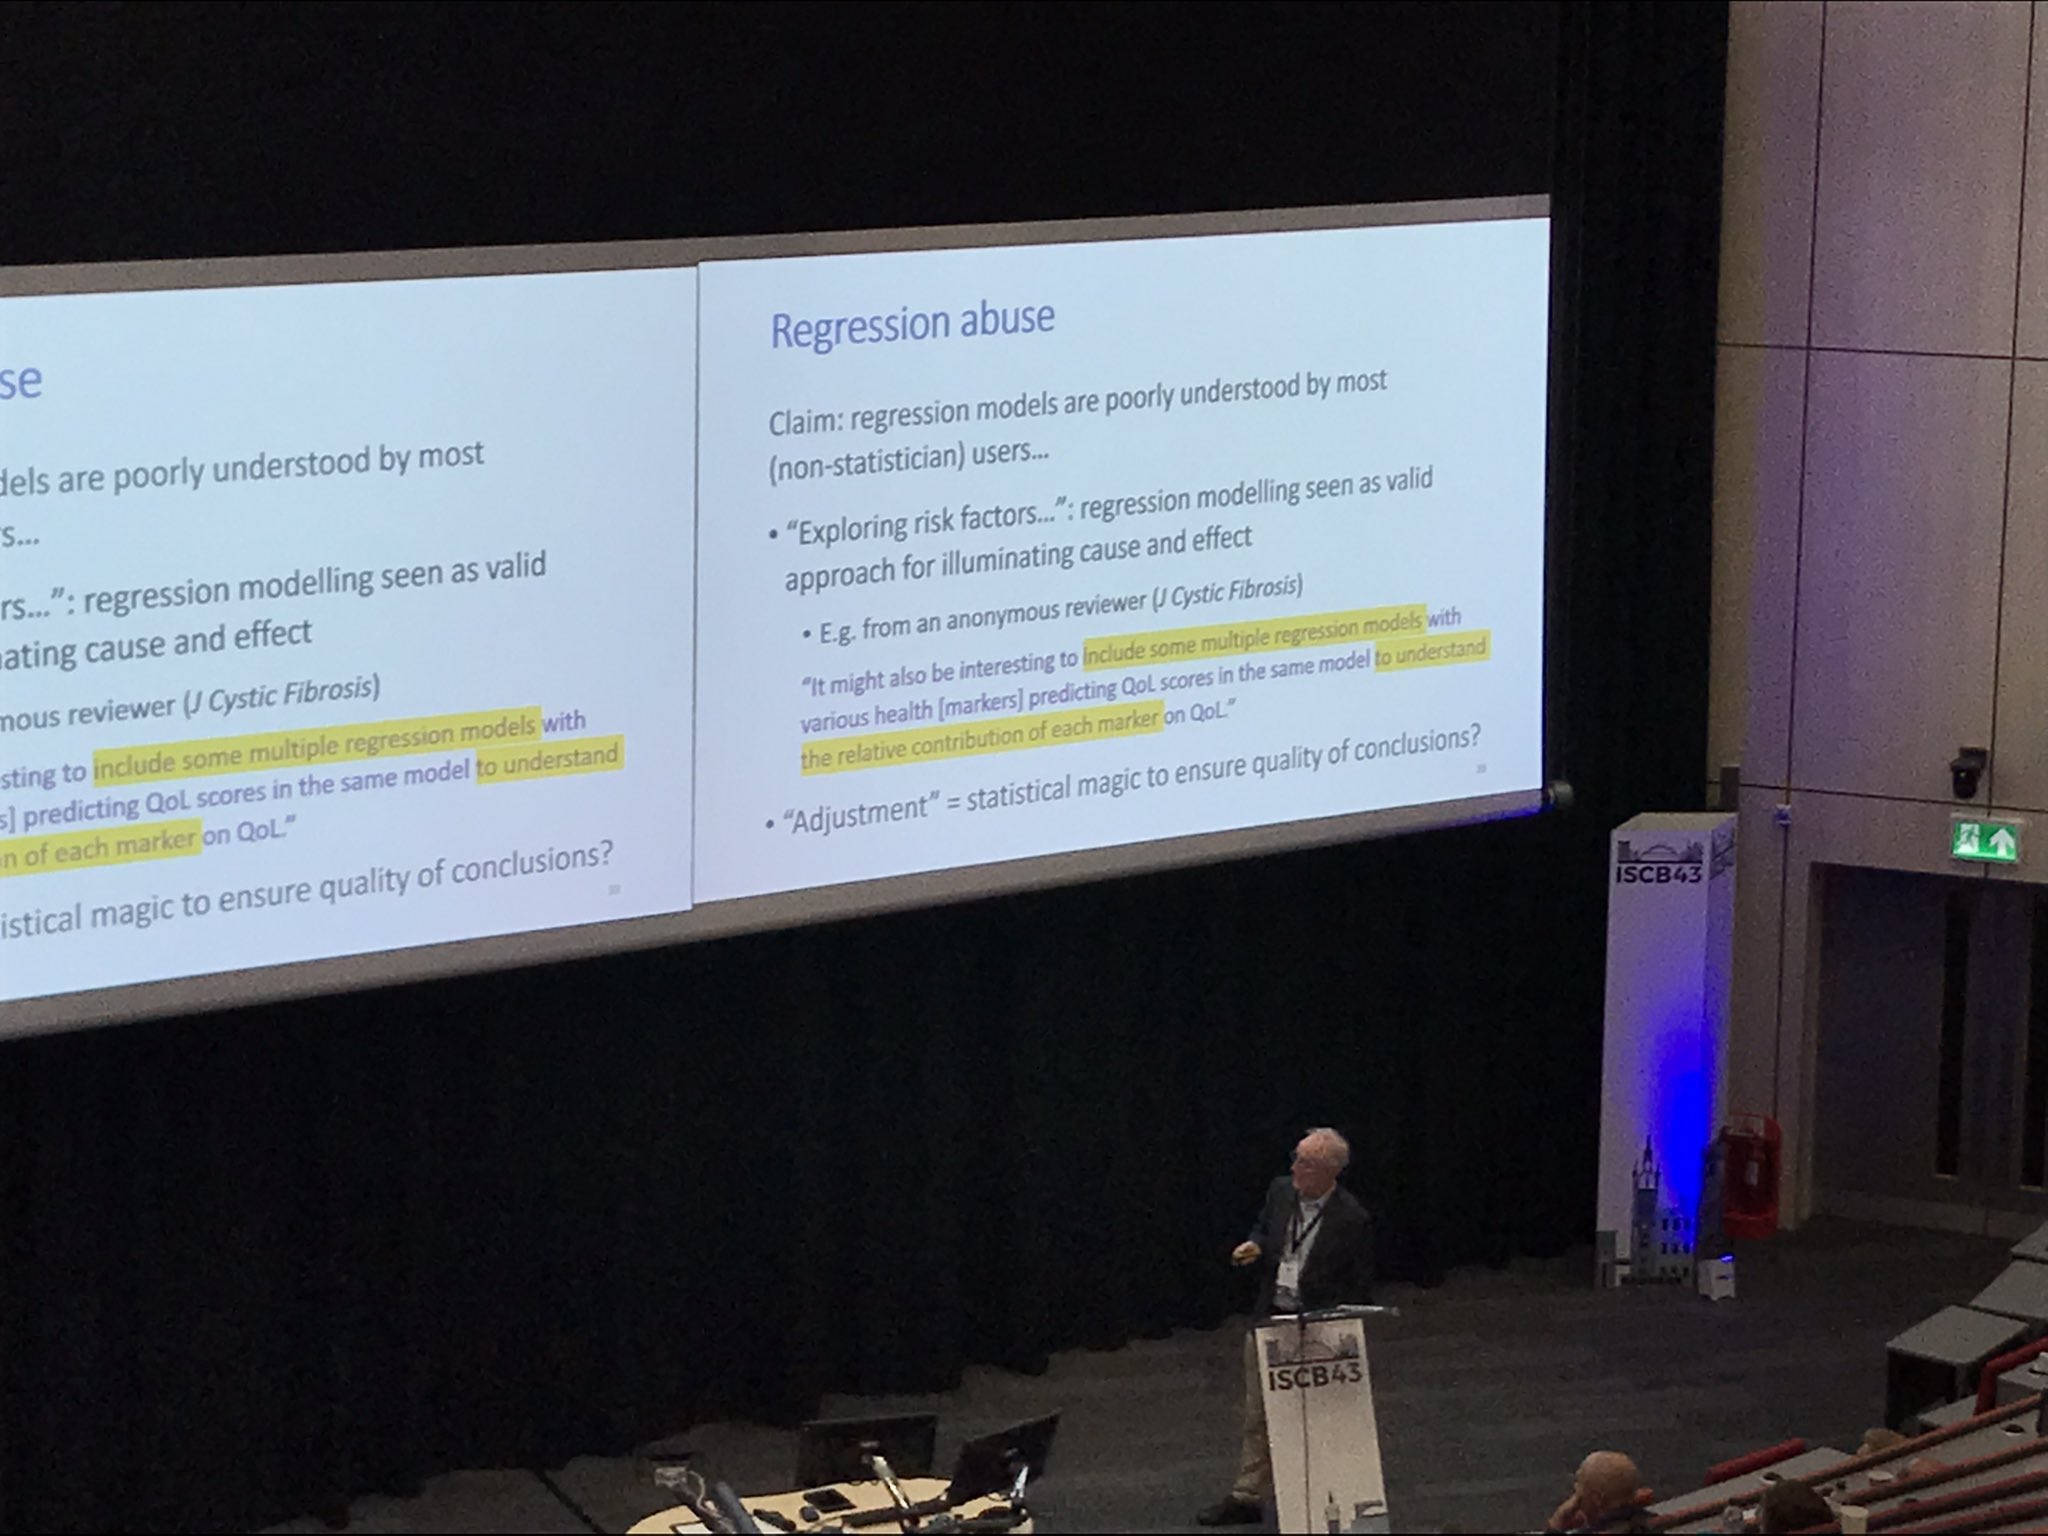 se
dels are poorly understood by most
s...
rs...”: regression modelling seen as valid
ating cause and effect
mous reviewer (J Cystic Fibrosis)
sting to include some multiple regression models with
s] predicting QoL scores in the same model to understand
n of each marker on QoL.”
istical magic to ensure quality of conclusions?
Regression abuse
Claim: regression models are poorly understood by most
(non-statistician) users...
• “Exploring risk factors...”: regression modelling seen as valid
approach for illuminating cause and effect
• E.g. from an anonymous reviewer (J Cystic Fibrosis)
“It might also be interesting to include some multiple regression models with
various health [markers] predicting QoL scores in the same model to understand
the relative contribution of each marker on QoL.”
• “Adjustment” = statistical magic to ensure quality of conclusions?
ISCB43
ISCB43